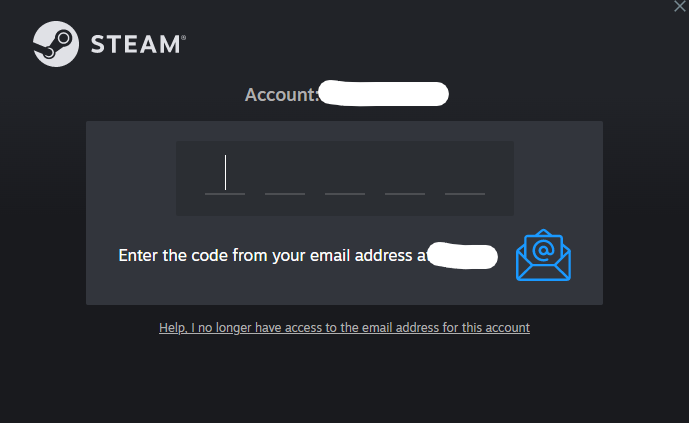 STEAM®
Account:
Enter the code from your email address a
Help, I no longer have access to the email address for this account